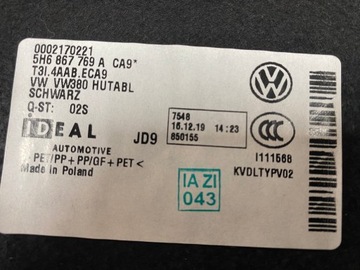 0002170221
5H6 867 769 A CA9*
T3I.4AAB.ECA9
VW VW380 HUTABL
SCHWARZ
Q-ST: 02S
IDEAL
AUTOMOTIVE
JD9
7548
16.12.19 14:23
850155
PET/PP+PP/GF+PET<
Made in Poland
I111568
KVDLTYPV02
IA ZI
043